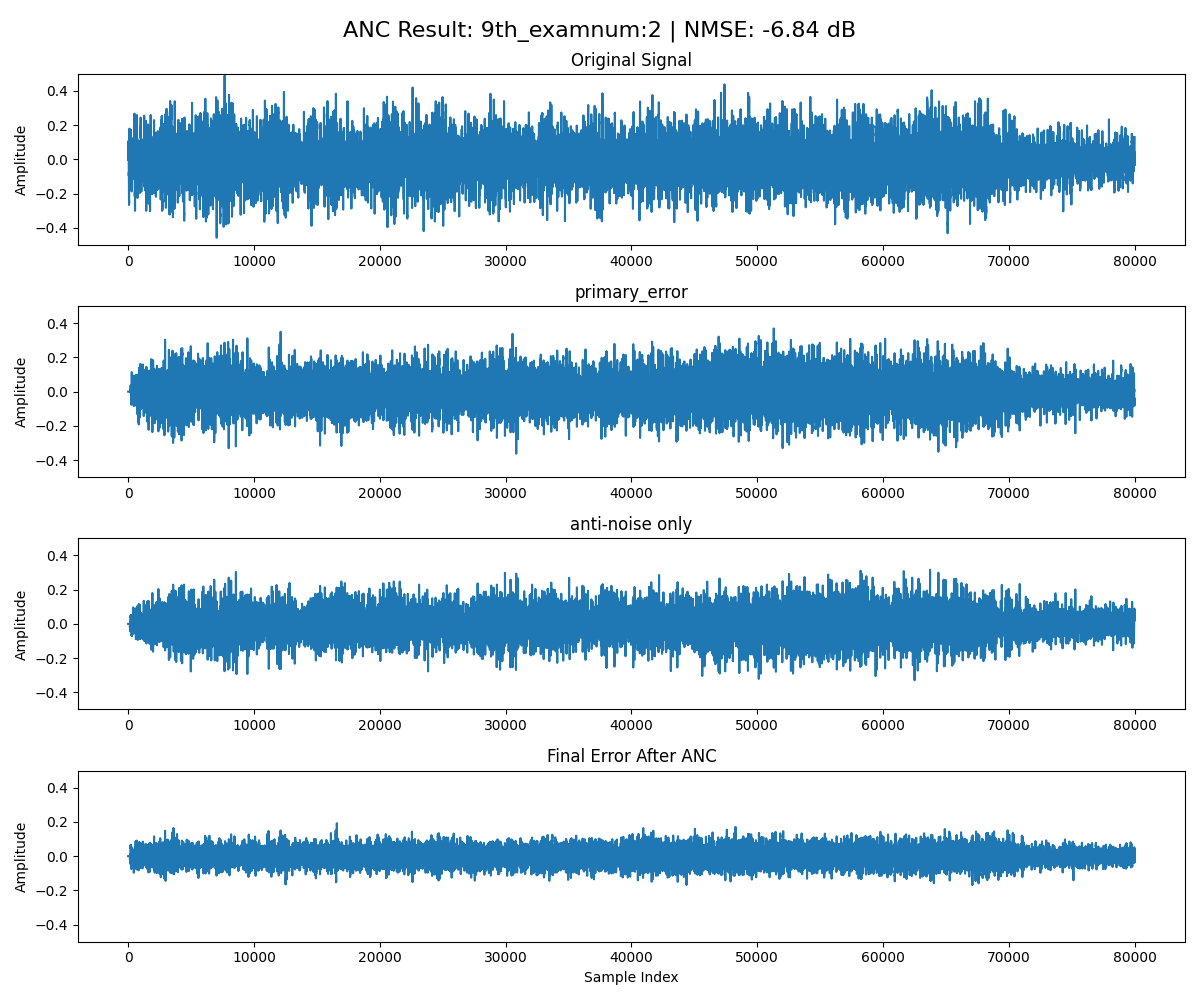 ANC Result: 9th_examnum:2 | NMSE: -6.84 dB
Original Signal
Amplitude
0.4
0.2
0.0
−0.2
−0.4
0 10000 20000 30000 40000 50000 60000 70000 80000
primary_error
Amplitude
0.4
0.2
0.0
−0.2
−0.4
0 10000 20000 30000 40000 50000 60000 70000 80000
anti-noise only
Amplitude
0.4
0.2
0.0
−0.2
−0.4
0 10000 20000 30000 40000 50000 60000 70000 80000
Final Error After ANC
Amplitude
0.4
0.2
0.0
−0.2
−0.4
0 10000 20000 30000 40000 50000 60000 70000 80000
Sample Index